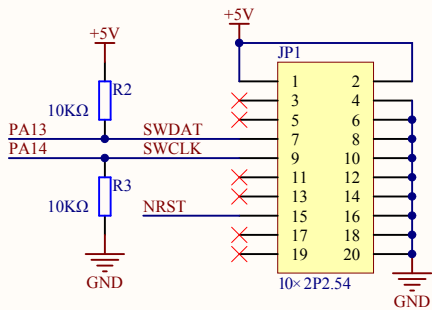 +5V
+5V
JP1
R2
10KΩ
1 2
3 4
5 6
PA13 SWDAT 7 8
PA14 SWCLK 9 10
11 12
R3
10KΩ
13 14
NRST 15 16
17 18
19 20
GND
10×2P2.54
GND